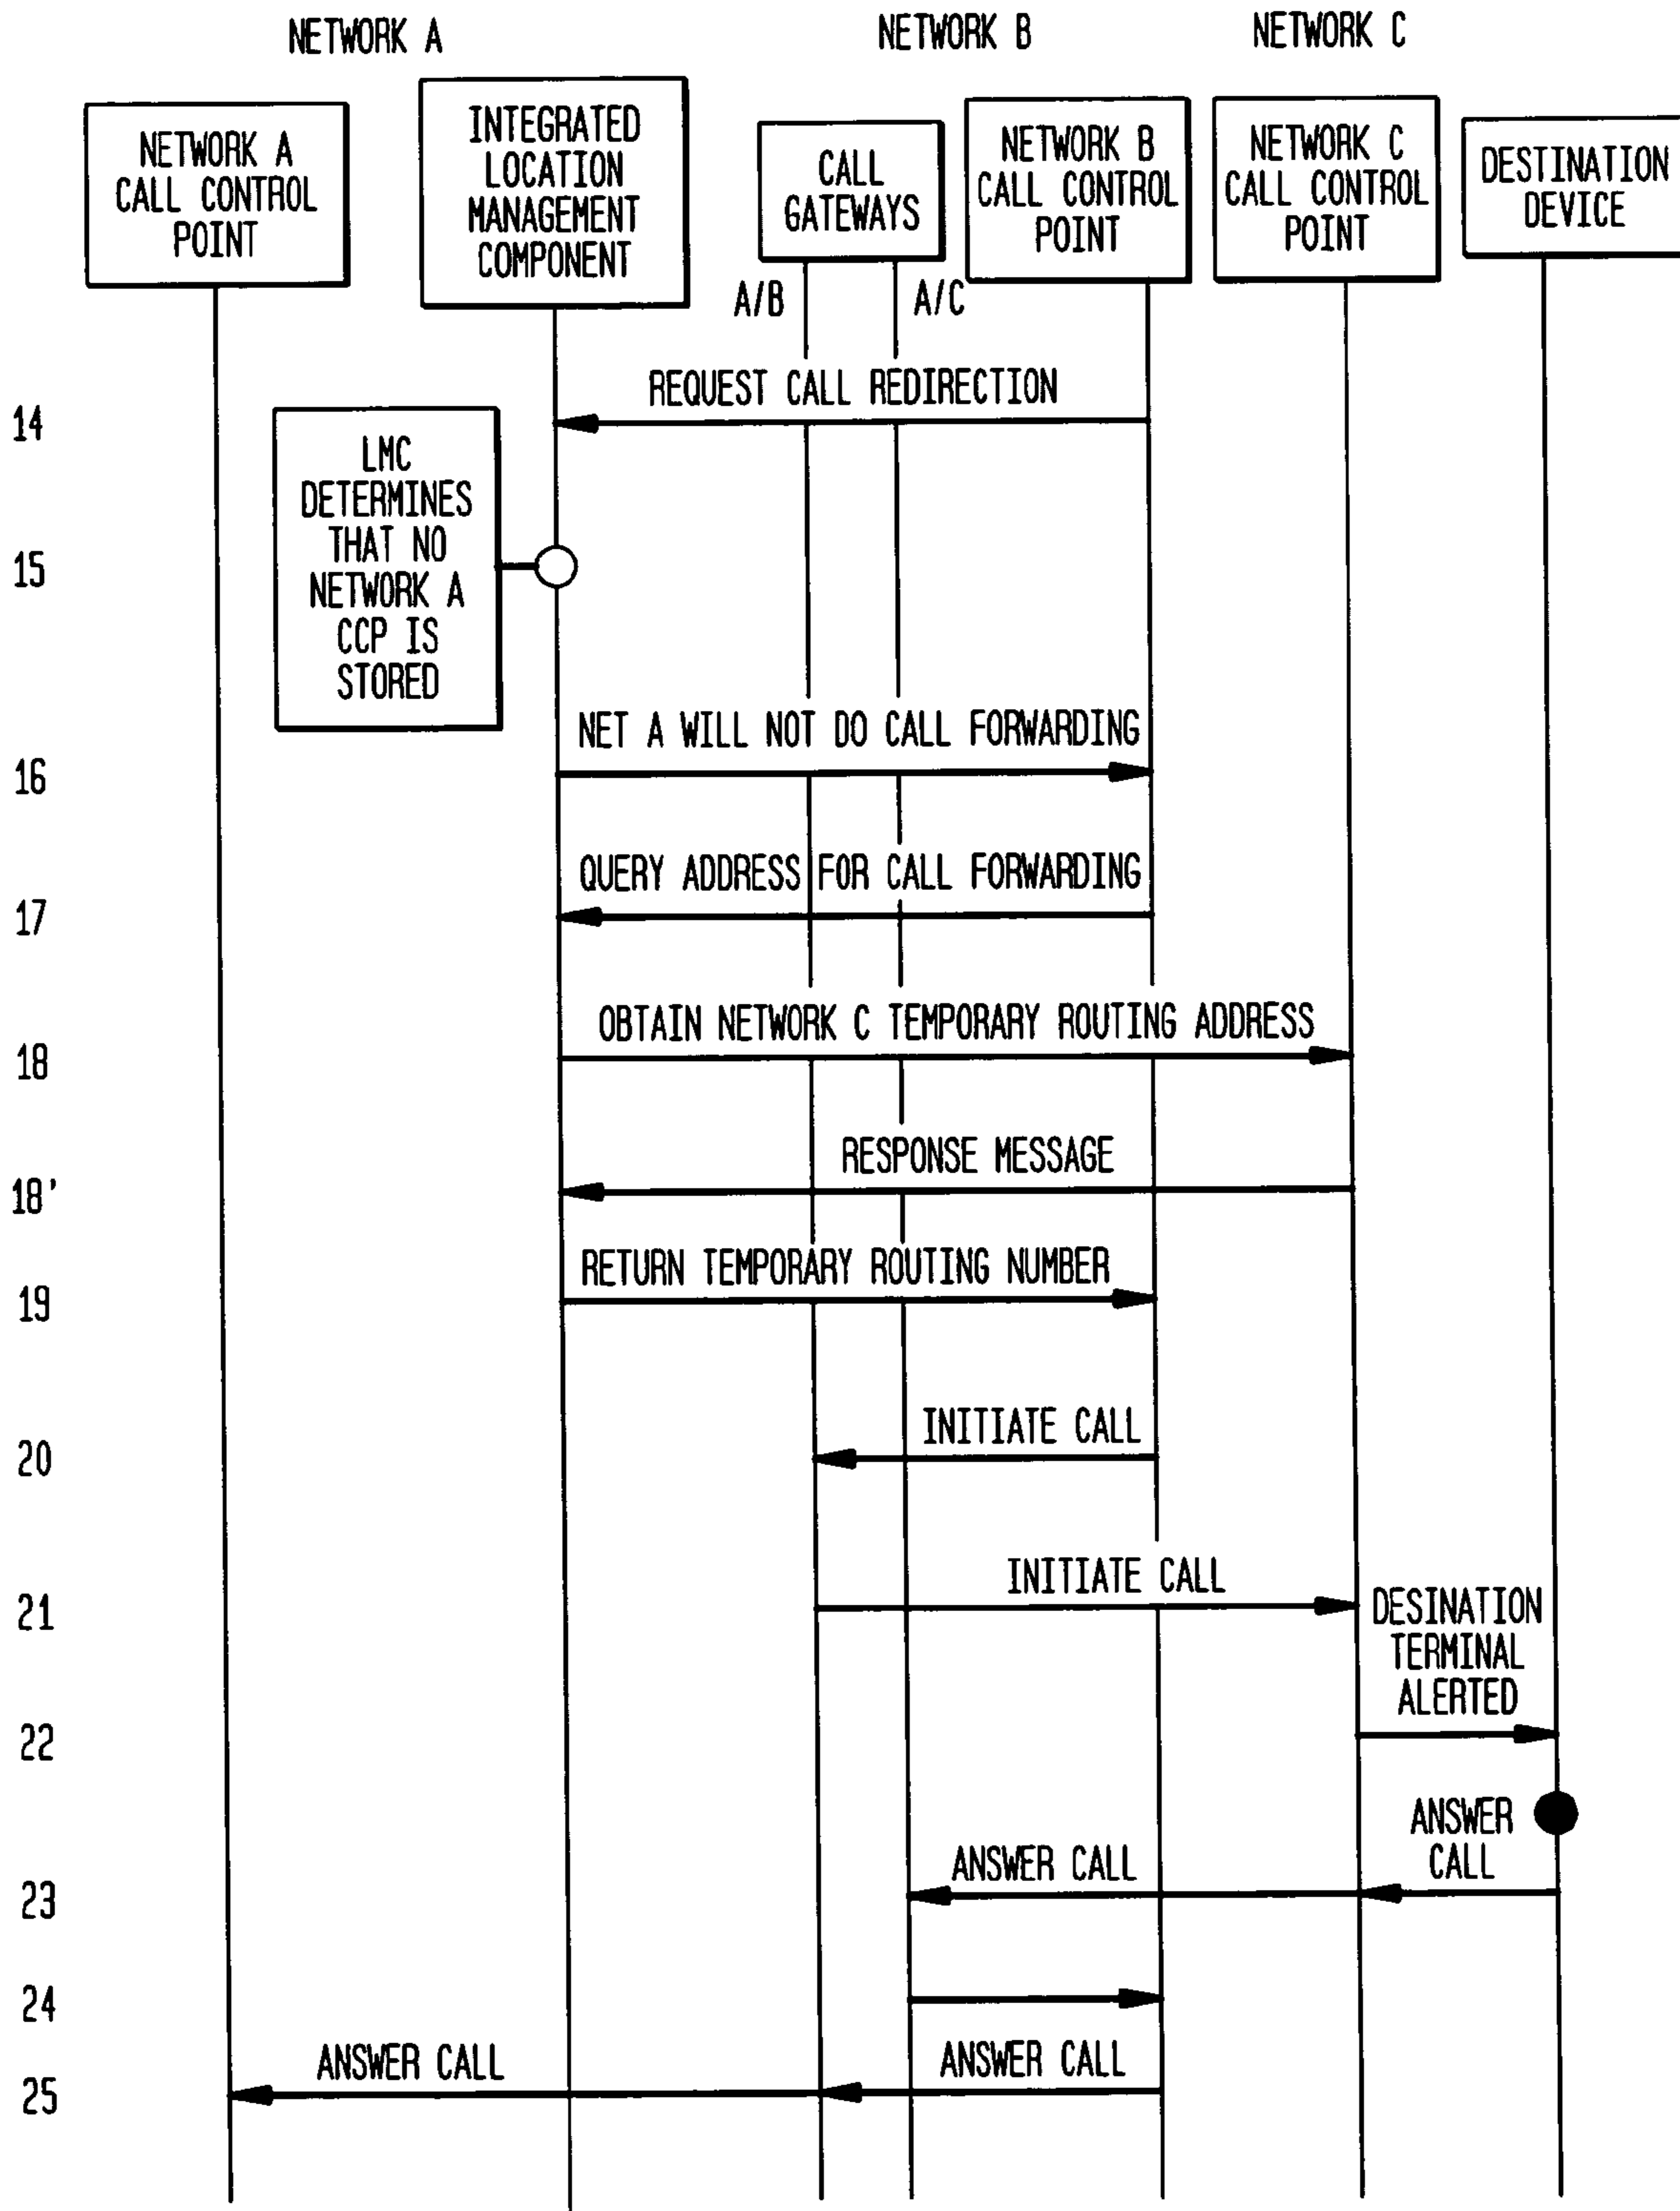 NETWORK A
NETWORK B
NETWORK C
NETWORK A
CALL CONTROL
POINT
INTEGRATED
LOCATION
MANAGEMENT
COMPONENT
CALL
GATEWAYS
NETWORK B
CALL CONTROL
POINT
NETWORK C
CALL CONTROL
POINT
DESTINATION
DEVICE
A/B
A/C
REQUEST CALL REDIRECTION
14
LMC
DETERMINES
THAT NO
NETWORK A
CCP IS
STORED
15
NET A WILL NOT DO CALL FORWARDING
16
QUERY ADDRESS FOR CALL FORWARDING
17
OBTAIN NETWORK C TEMPORARY ROUTING ADDRESS
18
RESPONSE MESSAGE
18'
RETURN TEMPORARY ROUTING NUMBER
19
INITIATE CALL
20
INITIATE CALL
21
DESINATION
TERMINAL
ALERTED
22
ANSWER
CALL
ANSWER CALL
23
24
ANSWER CALL
ANSWER CALL
25